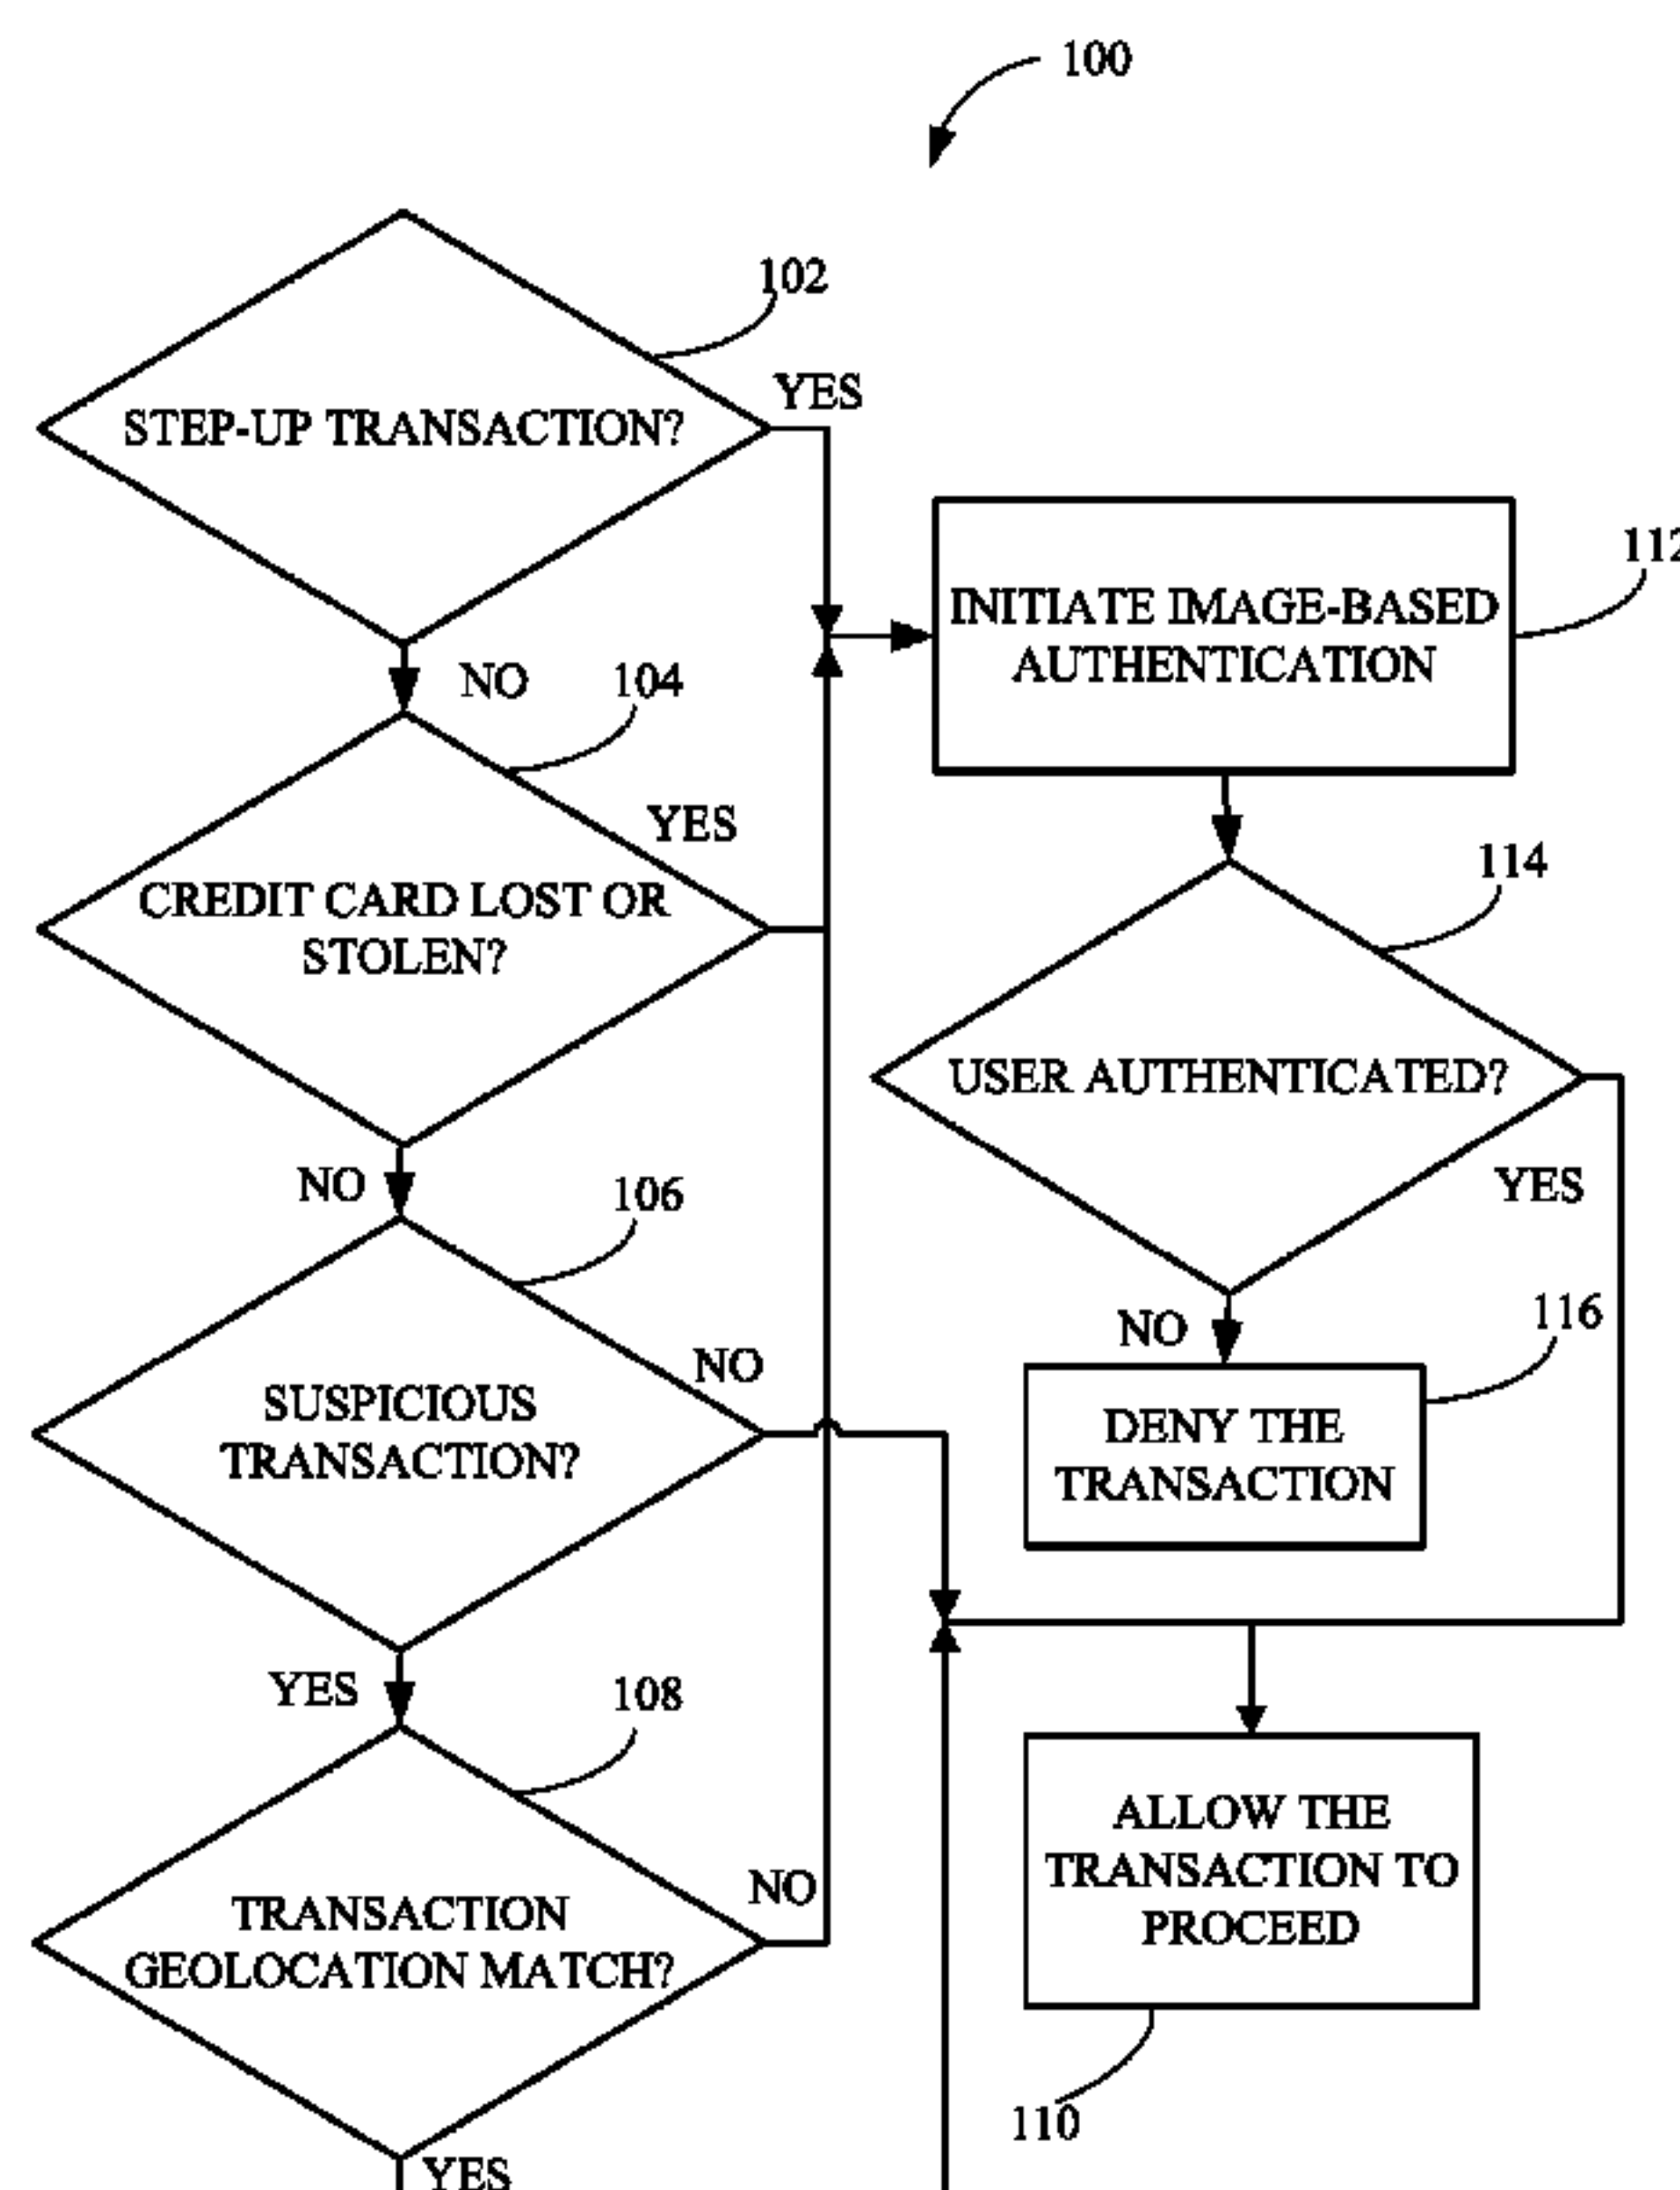 100
102
STEP-UP TRANSACTION?
YES
NO
104
YES
CREDIT CARD LOST OR
STOLEN?
NO
106
NO
SUSPICIOUS
TRANSACTION?
YES
108
NO
TRANSACTION
GEOLOCATION MATCH?
YES
112
INITIATE IMAGE-BASED
AUTHENTICATION
114
USER AUTHENTICATED?
YES
NO
116
DENY THE
TRANSACTION
ALLOW THE
TRANSACTION TO
PROCEED
110